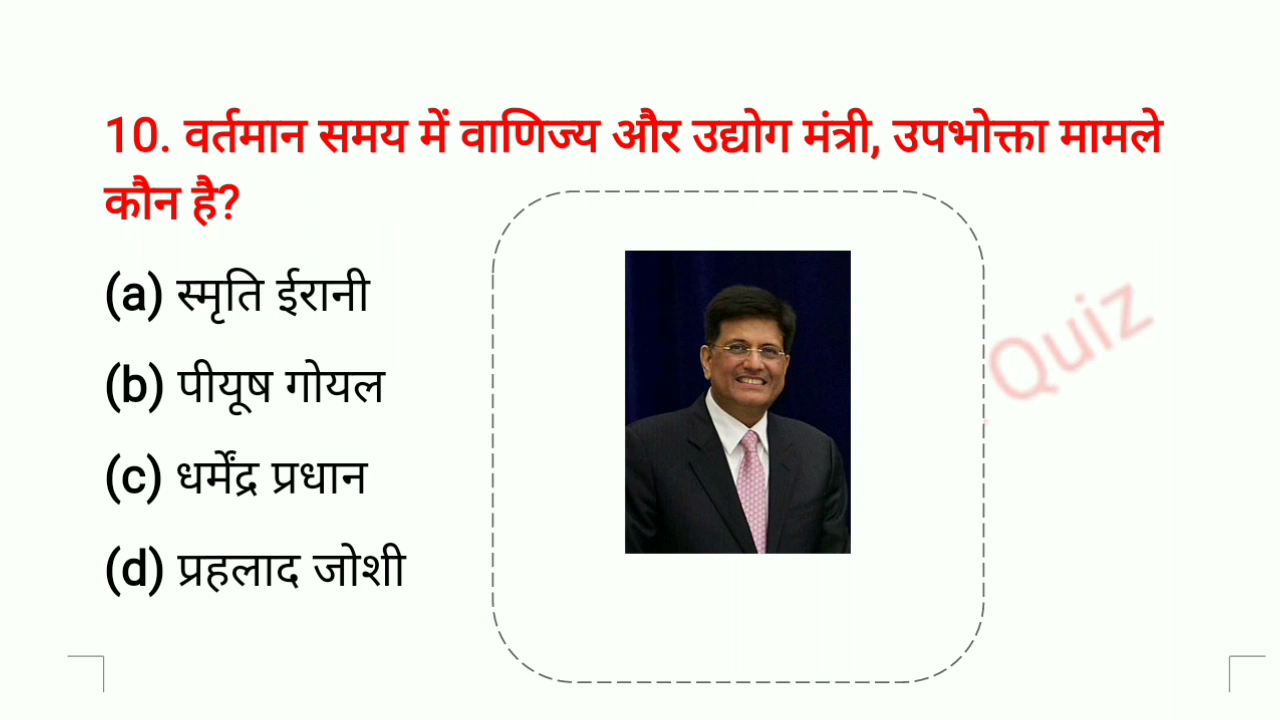 10. वर्तमान समय में वाणिज्य और उद्योग मंत्री, उपभोक्ता मामले
कौन है?
(a) स्मृति ईरानी
(b) पीयूष गोयल
(c) धर्मेंद्र प्रधान
(d) प्रहलाद जोशी
Quiz